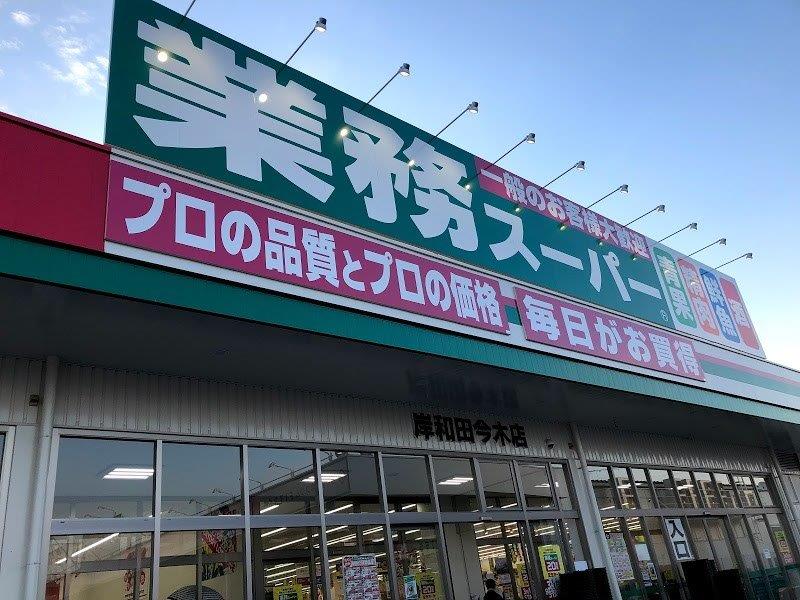 業務スーパー
一般のお客様大歓迎
青果
精肉
鮮魚
酒
プロの品質とプロの価格
毎日がお買得
岸和田今木店
入口